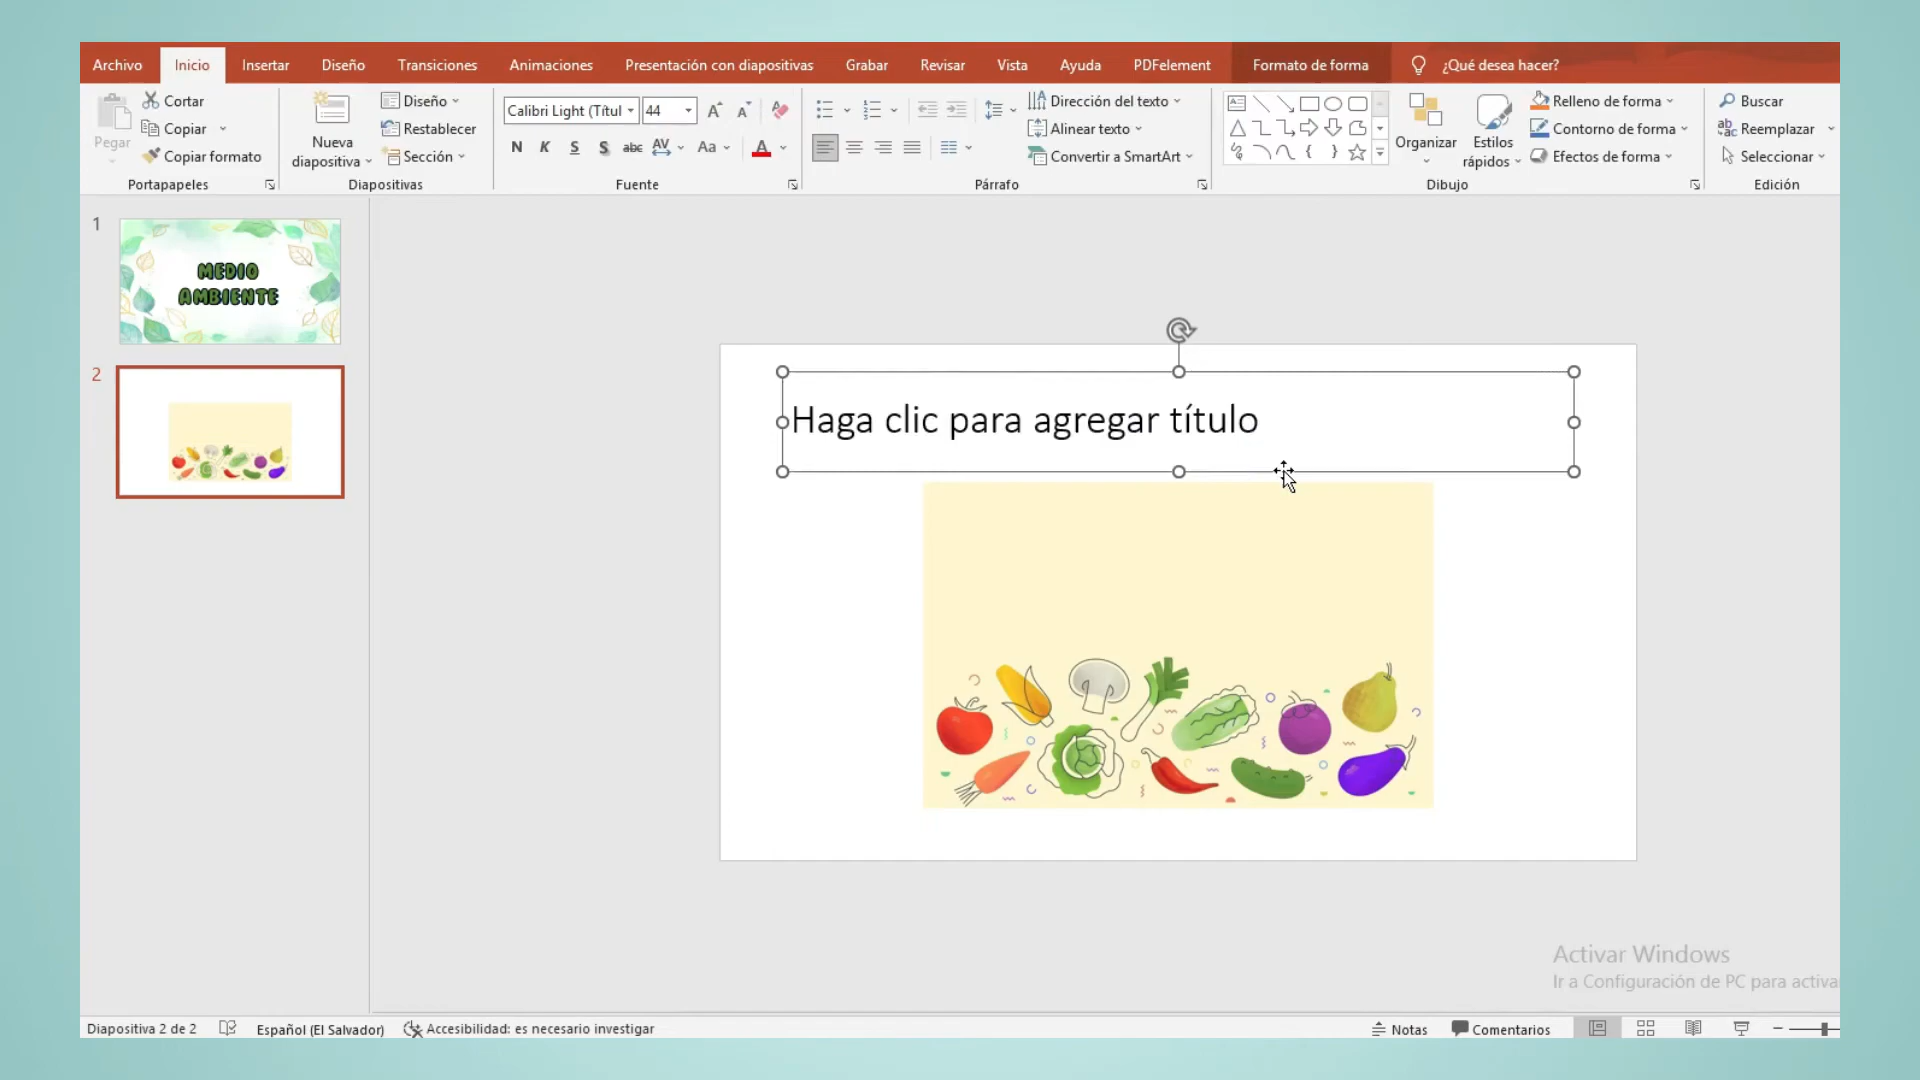 Archivo Inicio Insertar Diseño Transiciones Animaciones Presentación con diapositivas Grabar Revisar Vista Ayuda PDFelement Formato de forma ¿Qué desea hacer?
Pegar
Cortar
Copiar
Copiar formato
Portapapeles
Nueva
diapositiva
Diseño
Restablecer
Sección
Diapositivas
Calibri Light (Títul 44
N K S S abc AV Aa A
Fuente
Dirección del texto
Alinear texto
Convertir a SmartArt
Párrafo
Organizar
Estilos
rápidos
Relleno de forma
Contorno de forma
Efectos de forma
Dibujo
Buscar
Reemplazar
Seleccionar
Edición
1
MEDIO
AMBIENTE
2
Haga clic para agregar título
Activar Windows
Ir a Configuración de PC para activa
Diapositiva 2 de 2 Español (El Salvador) Accesibilidad: es necesario investigar Notas Comentarios